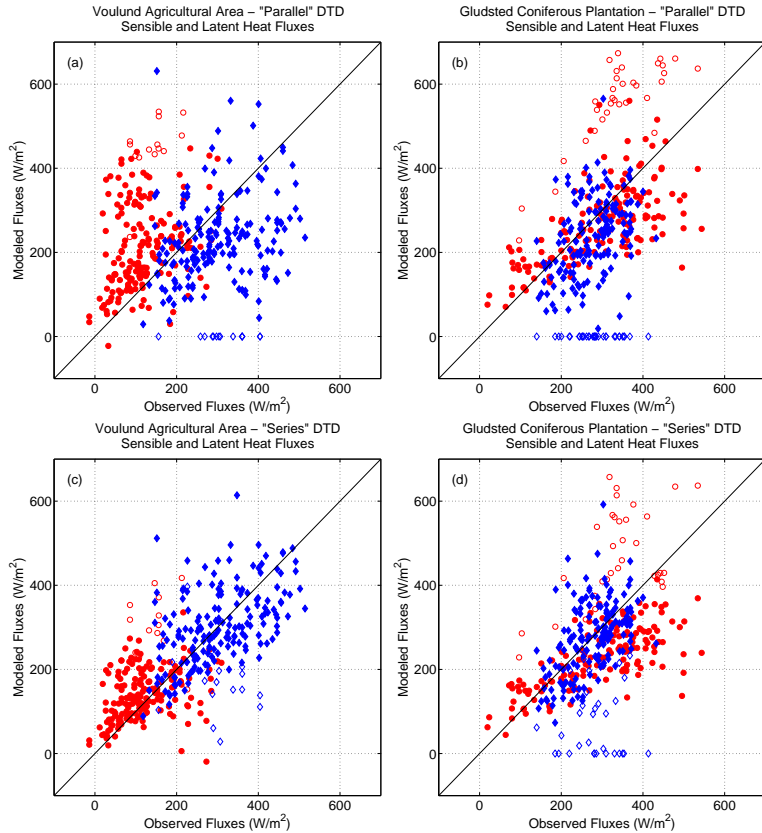 Voulund Agricultural Area – "Parallel" DTD
Sensible and Latent Heat Fluxes
(a)
Modeled Fluxes (W/m²)
600
400
200
0
0 200 400 600
Observed Fluxes (W/m²)
Gludsted Coniferous Plantation – "Parallel" DTD
Sensible and Latent Heat Fluxes
(b)
Modeled Fluxes (W/m²)
600
400
200
0
0 200 400 600
Observed Fluxes (W/m²)
Voulund Agricultural Area – "Series" DTD
Sensible and Latent Heat Fluxes
(c)
Modeled Fluxes (W/m²)
600
400
200
0
0 200 400 600
Observed Fluxes (W/m²)
Gludsted Coniferous Plantation – "Series" DTD
Sensible and Latent Heat Fluxes
(d)
Modeled Fluxes (W/m²)
600
400
200
0
0 200 400 600
Observed Fluxes (W/m²)